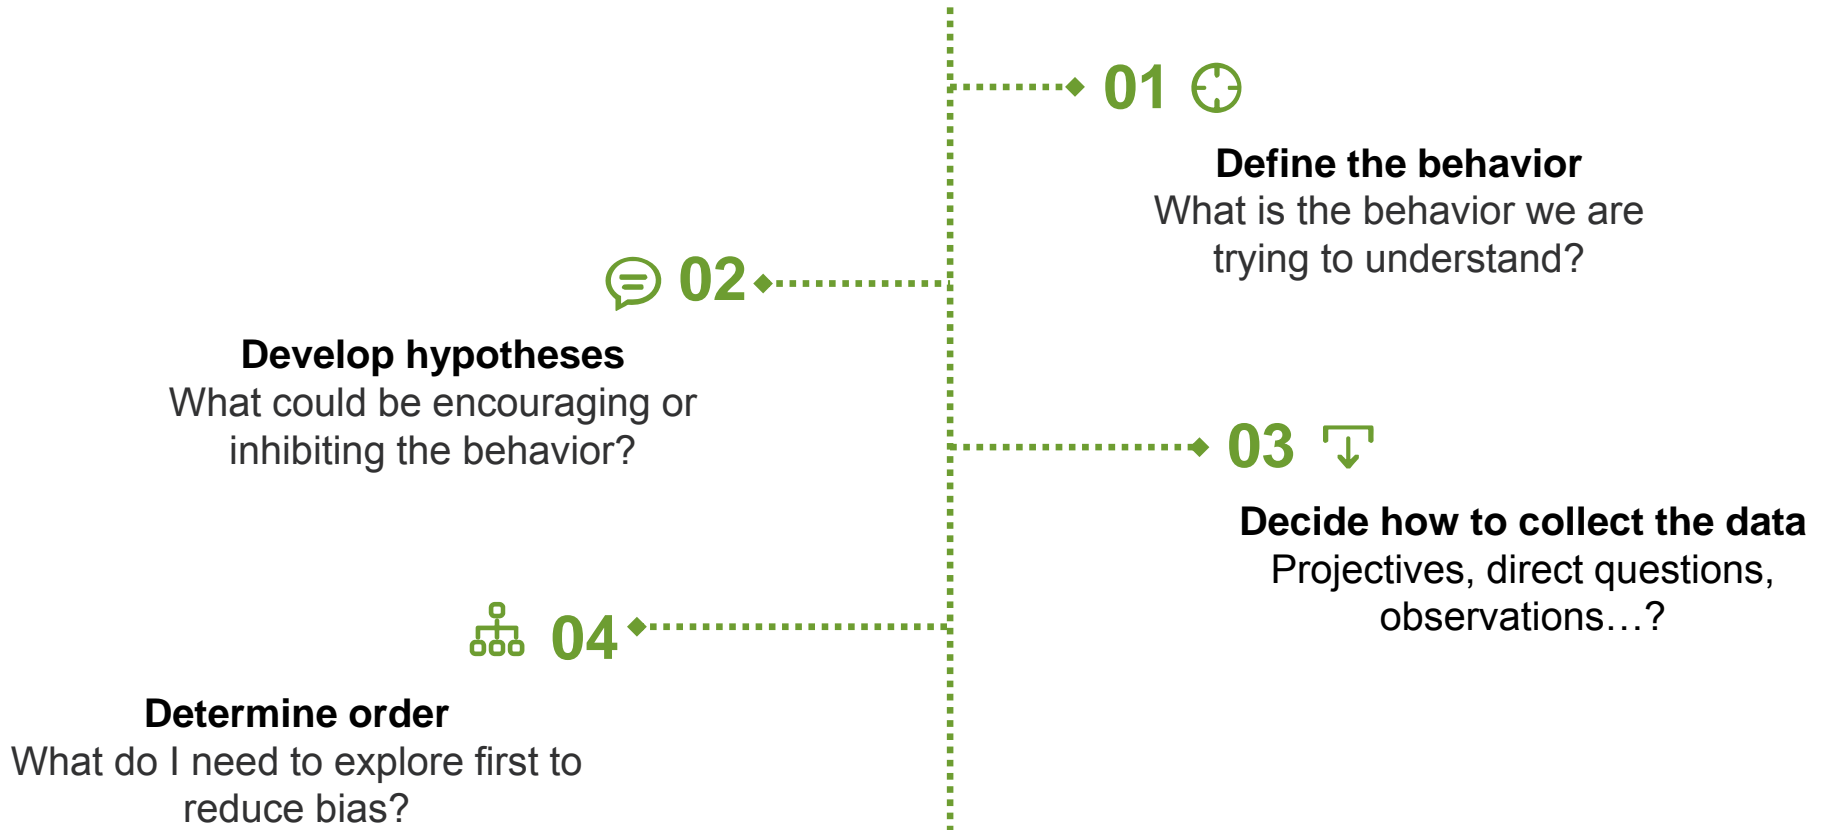 01
Define the behavior
What is the behavior we are
trying to understand?
02
Develop hypotheses
What could be encouraging or
inhibiting the behavior?
03
Decide how to collect the data
Projectives, direct questions,
observations…?
04
Determine order
What do I need to explore first to
reduce bias?